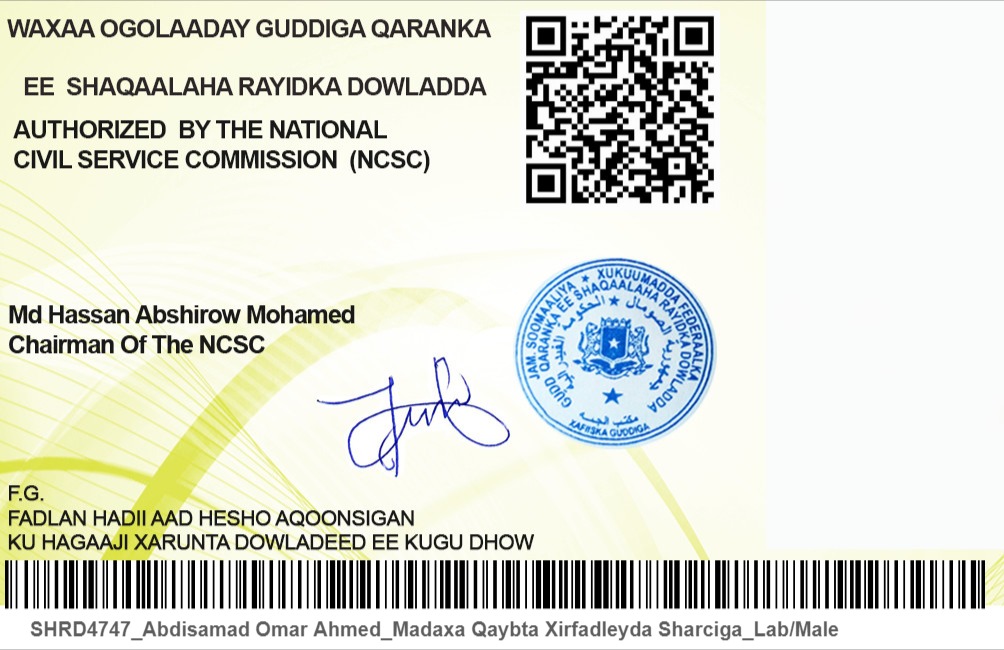 WAXAA OGOLAADAY GUDDIGA QARANKA
EE SHAQAALAHA RAYIDKA DOWLADDA
AUTHORIZED BY THE NATIONAL
CIVIL SERVICE COMMISSION (NCSC)
Md Hassan Abshirow Mohamed
Chairman Of The NCSC
JAM. SOOMAALIYA ★ XUKUUMADDA FEDERAALKA
GUDD QARANKA EE SHAQAALAHA RAYIDKA DOWLADDA
جمهورية الصومال ★ الحكومة الفيدرالية
XAFIISKA GUDDIGA
F.G.
FADLAN HADII AAD HESHO AQOONSIGAN
KU HAGAAJI XARUNTA DOWLADEED EE KUGU DHOW
SHRD4747_Abdisamad Omar Ahmed_Madaxa Qaybta Xirfadleyda Sharciga_Lab/Male